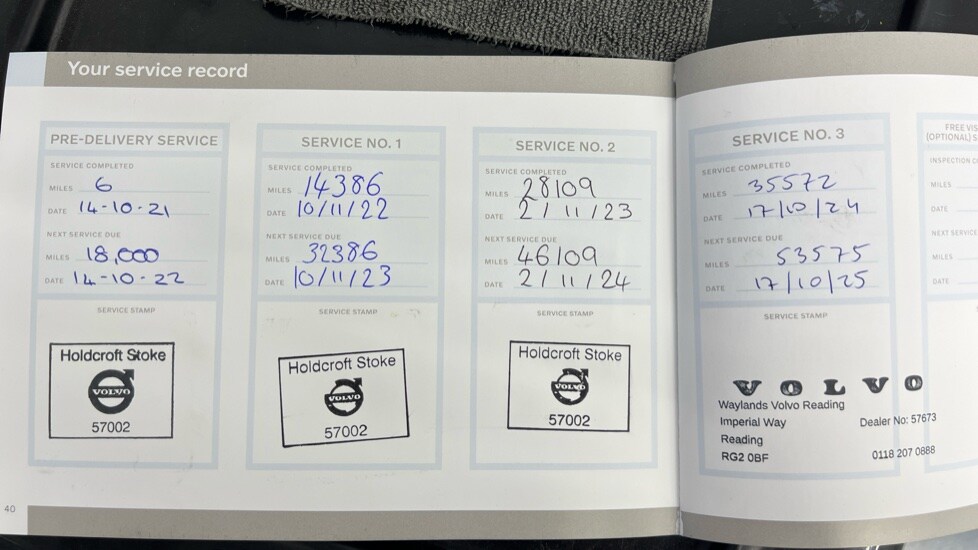 Your service record
PRE-DELIVERY SERVICE
SERVICE COMPLETED
MILES 6
DATE 14-10-21
NEXT SERVICE DUE
MILES 18,000
DATE 14-10-22
SERVICE STAMP
Holdcroft Stoke
VOLVO
57002
SERVICE NO. 1
SERVICE COMPLETED
MILES 14386
DATE 10/11/22
NEXT SERVICE DUE
MILES 32386
DATE 10/11/23
SERVICE STAMP
Holdcroft Stoke
VOLVO
57002
SERVICE NO. 2
SERVICE COMPLETED
MILES 28109
DATE 2/11/23
NEXT SERVICE DUE
MILES 46109
DATE 2/11/24
SERVICE STAMP
Holdcroft Stoke
VOLVO
57002
SERVICE NO. 3
SERVICE COMPLETED
MILES 35572
DATE 17/10/24
NEXT SERVICE DUE
MILES 53575
DATE 17/10/25
SERVICE STAMP
VOLVO
Waylands Volvo Reading
Imperial Way Dealer No: 57673
Reading
RG2 0BF 0118 207 0888
FREE VIS
(OPTIONAL) S
INSPECTION C
MILES
DATE
NEXT SERVICE
MILES
DATE
40